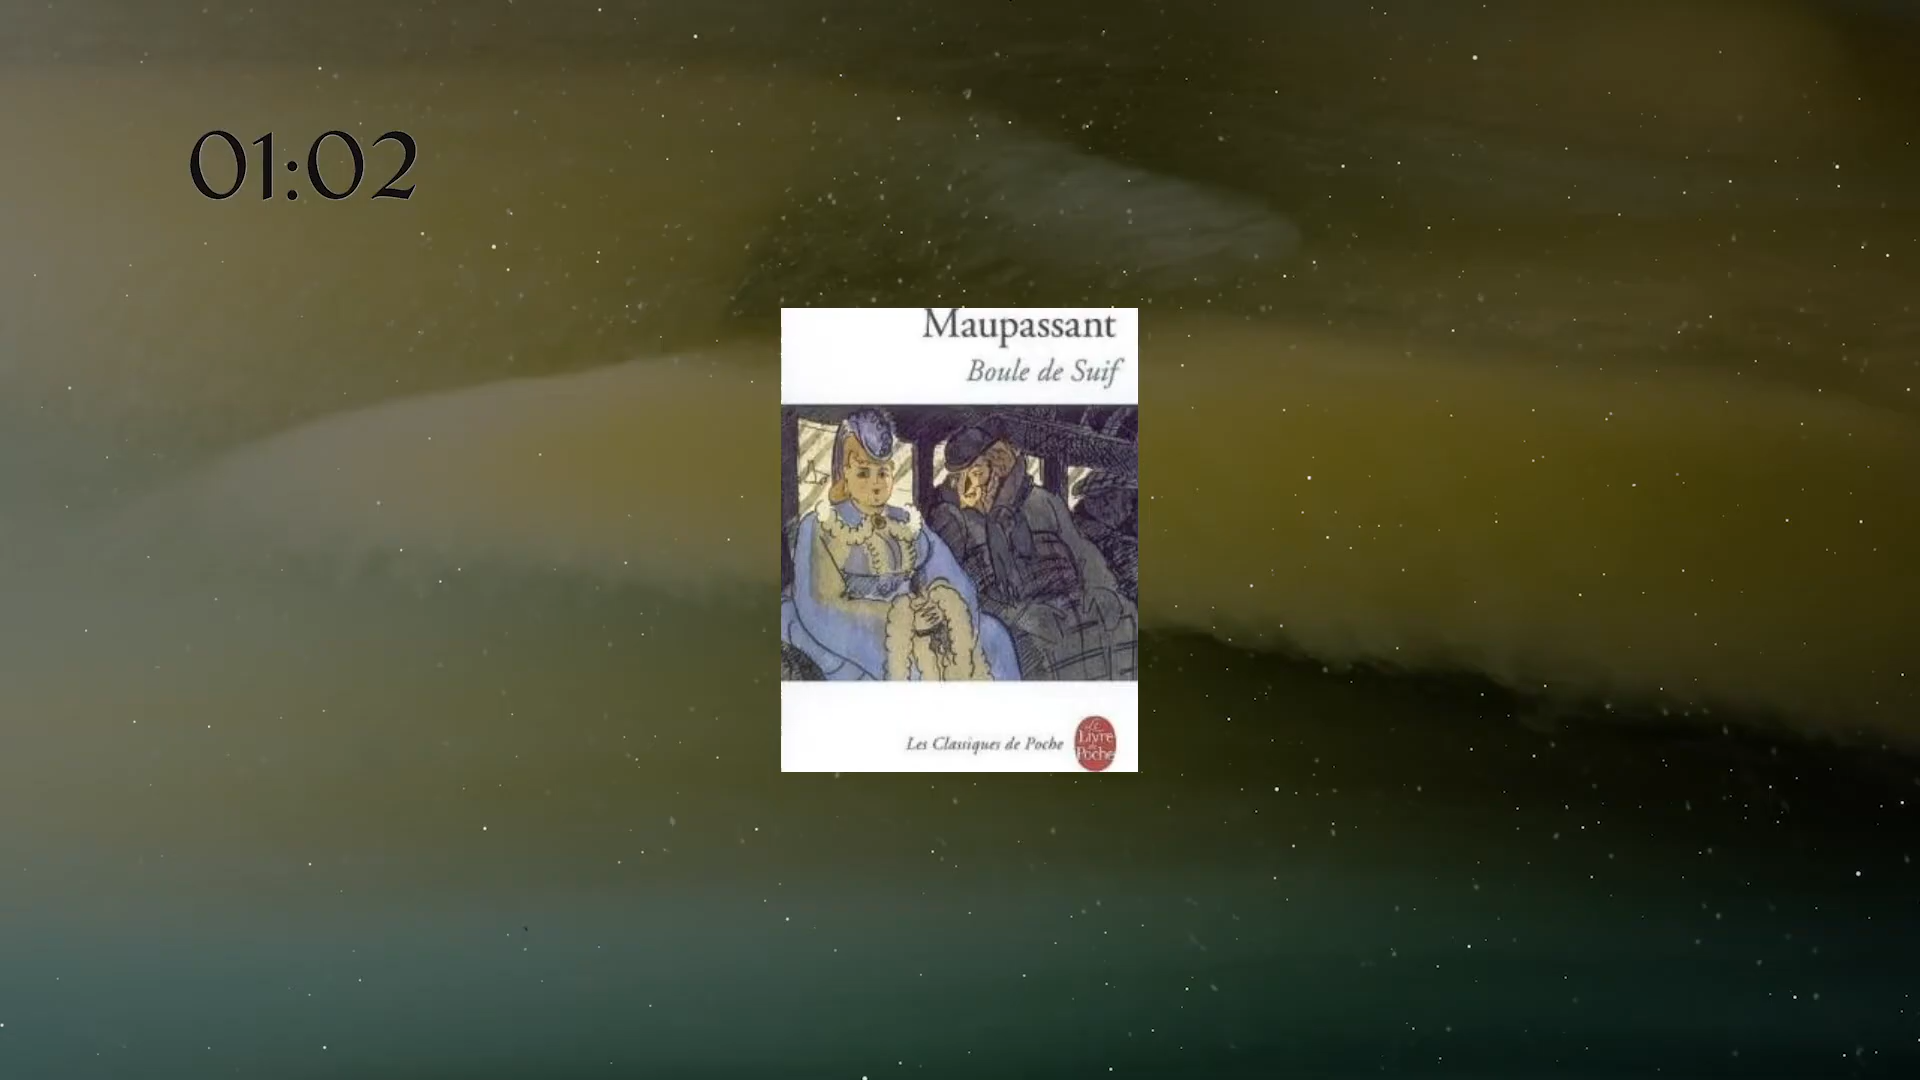 01:02
Maupassant
Boule de Suif
Les Classiques de Poche
Le
Livre
de
Poche